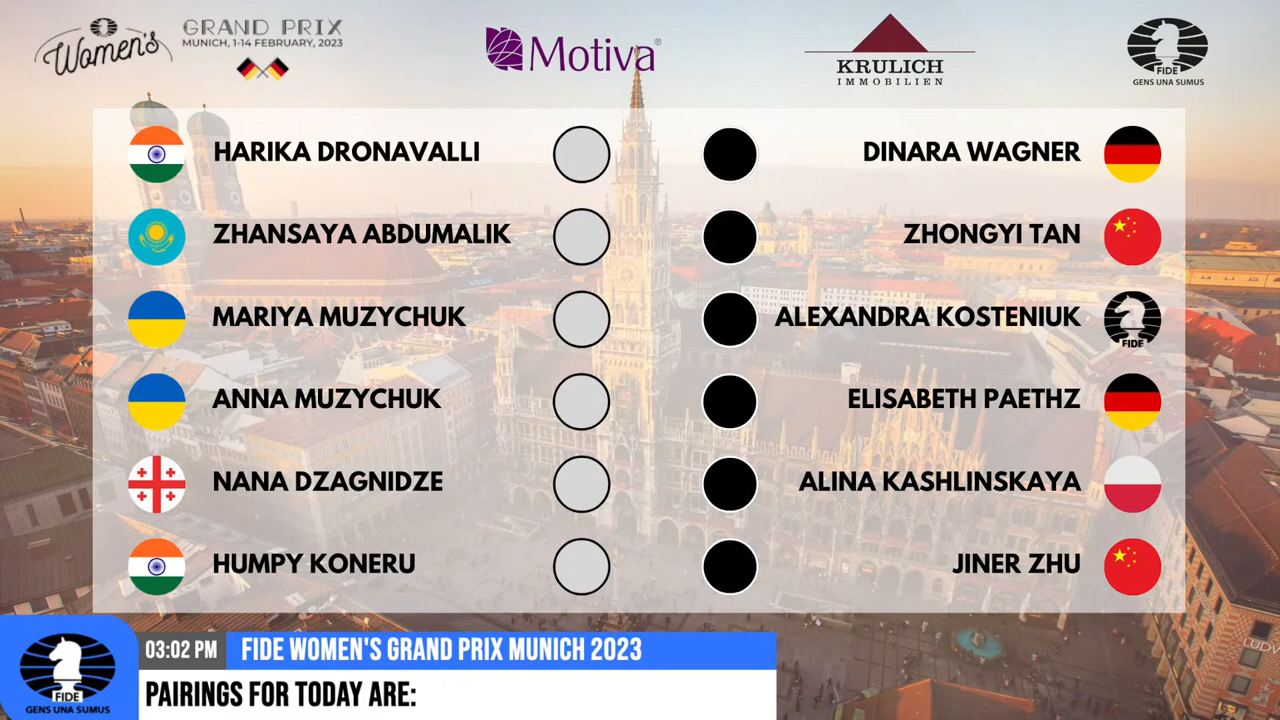 Women's
GRAND PRIX
MUNICH, 1-14 FEBRUARY, 2023
Motiva®
KRULICH
IMMOBILIEN
FIDE
GENS UNA SUMUS
HARIKA DRONAVALLI
DINARA WAGNER
ZHANSAYA ABDUMALIK
ZHONGYI TAN
MARIYA MUZYCHUK
ALEXANDRA KOSTENIUK
FIDE
ANNA MUZYCHUK
ELISABETH PAETHZ
NANA DZAGNIDZE
ALINA KASHLINSKAYA
HUMPY KONERU
JINER ZHU
LUDV
03:02 PM
FIDE WOMEN'S GRAND PRIX MUNICH 2023
FIDE
GENS UNA SUMUS
PAIRINGS FOR TODAY ARE: